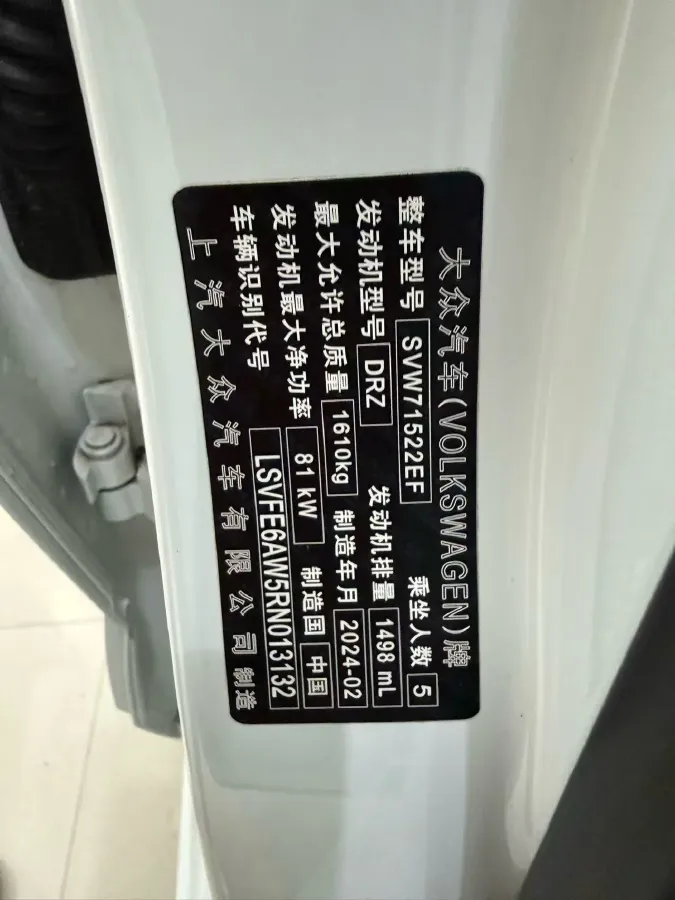 大众汽车(VOLKSWAGEN)牌
整车型号 SVW71522EF 乘坐人数 5
发动机型号 DRZ 发动机排量 1498 mL
最大允许总质量 1610kg 制造年月 2024-02
发动机最大净功率 81 kW 制造国 中国
车辆识别代号 LSVFE6AW5RN013132
上汽大众汽车有限公司制造